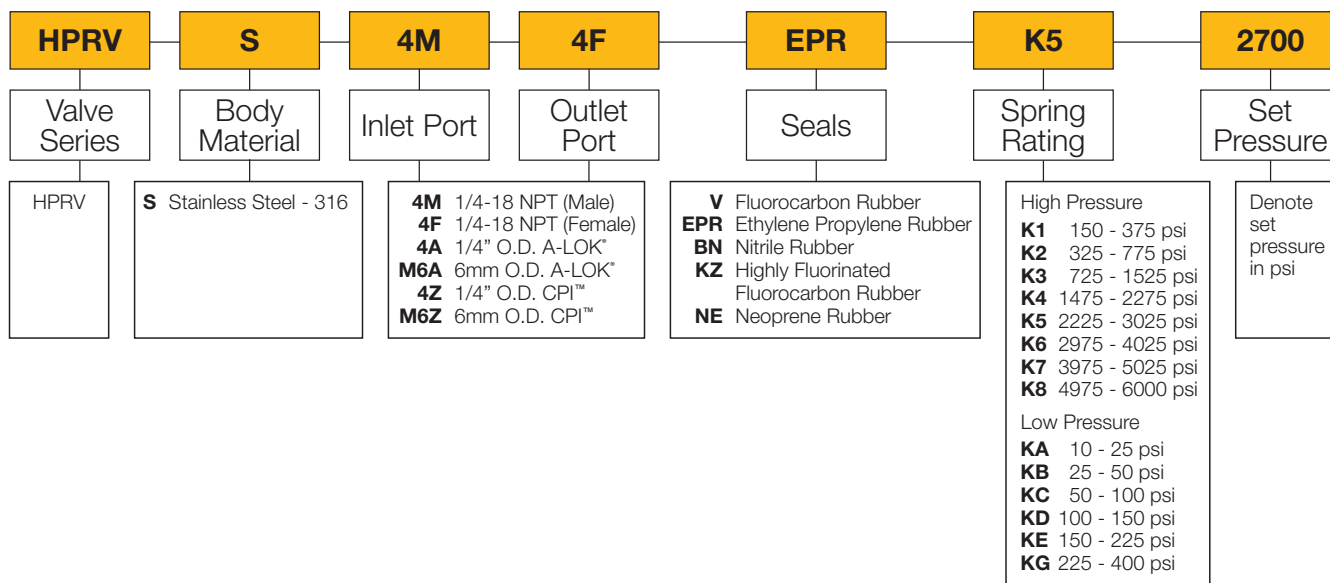 HPRV S 4M 4F EPR K5 2700
Valve Series
Body Material
Inlet Port
Outlet Port
Seals
Spring Rating
Set Pressure
HPRV
S Stainless Steel - 316
4M 1/4-18 NPT (Male)
4F 1/4-18 NPT (Female)
4A 1/4” O.D. A-LOK®
M6A 6mm O.D. A-LOK®
4Z 1/4” O.D. CPI™
M6Z 6mm O.D. CPI™
V Fluorocarbon Rubber
EPR Ethylene Propylene Rubber
BN Nitrile Rubber
KZ Highly Fluorinated
Fluorocarbon Rubber
NE Neoprene Rubber
High Pressure
K1 150 - 375 psi
K2 325 - 775 psi
K3 725 - 1525 psi
K4 1475 - 2275 psi
K5 2225 - 3025 psi
K6 2975 - 4025 psi
K7 3975 - 5025 psi
K8 4975 - 6000 psi
Low Pressure
KA 10 - 25 psi
KB 25 - 50 psi
KC 50 - 100 psi
KD 100 - 150 psi
KE 150 - 225 psi
KG 225 - 400 psi
Denote
set
pressure
in psi